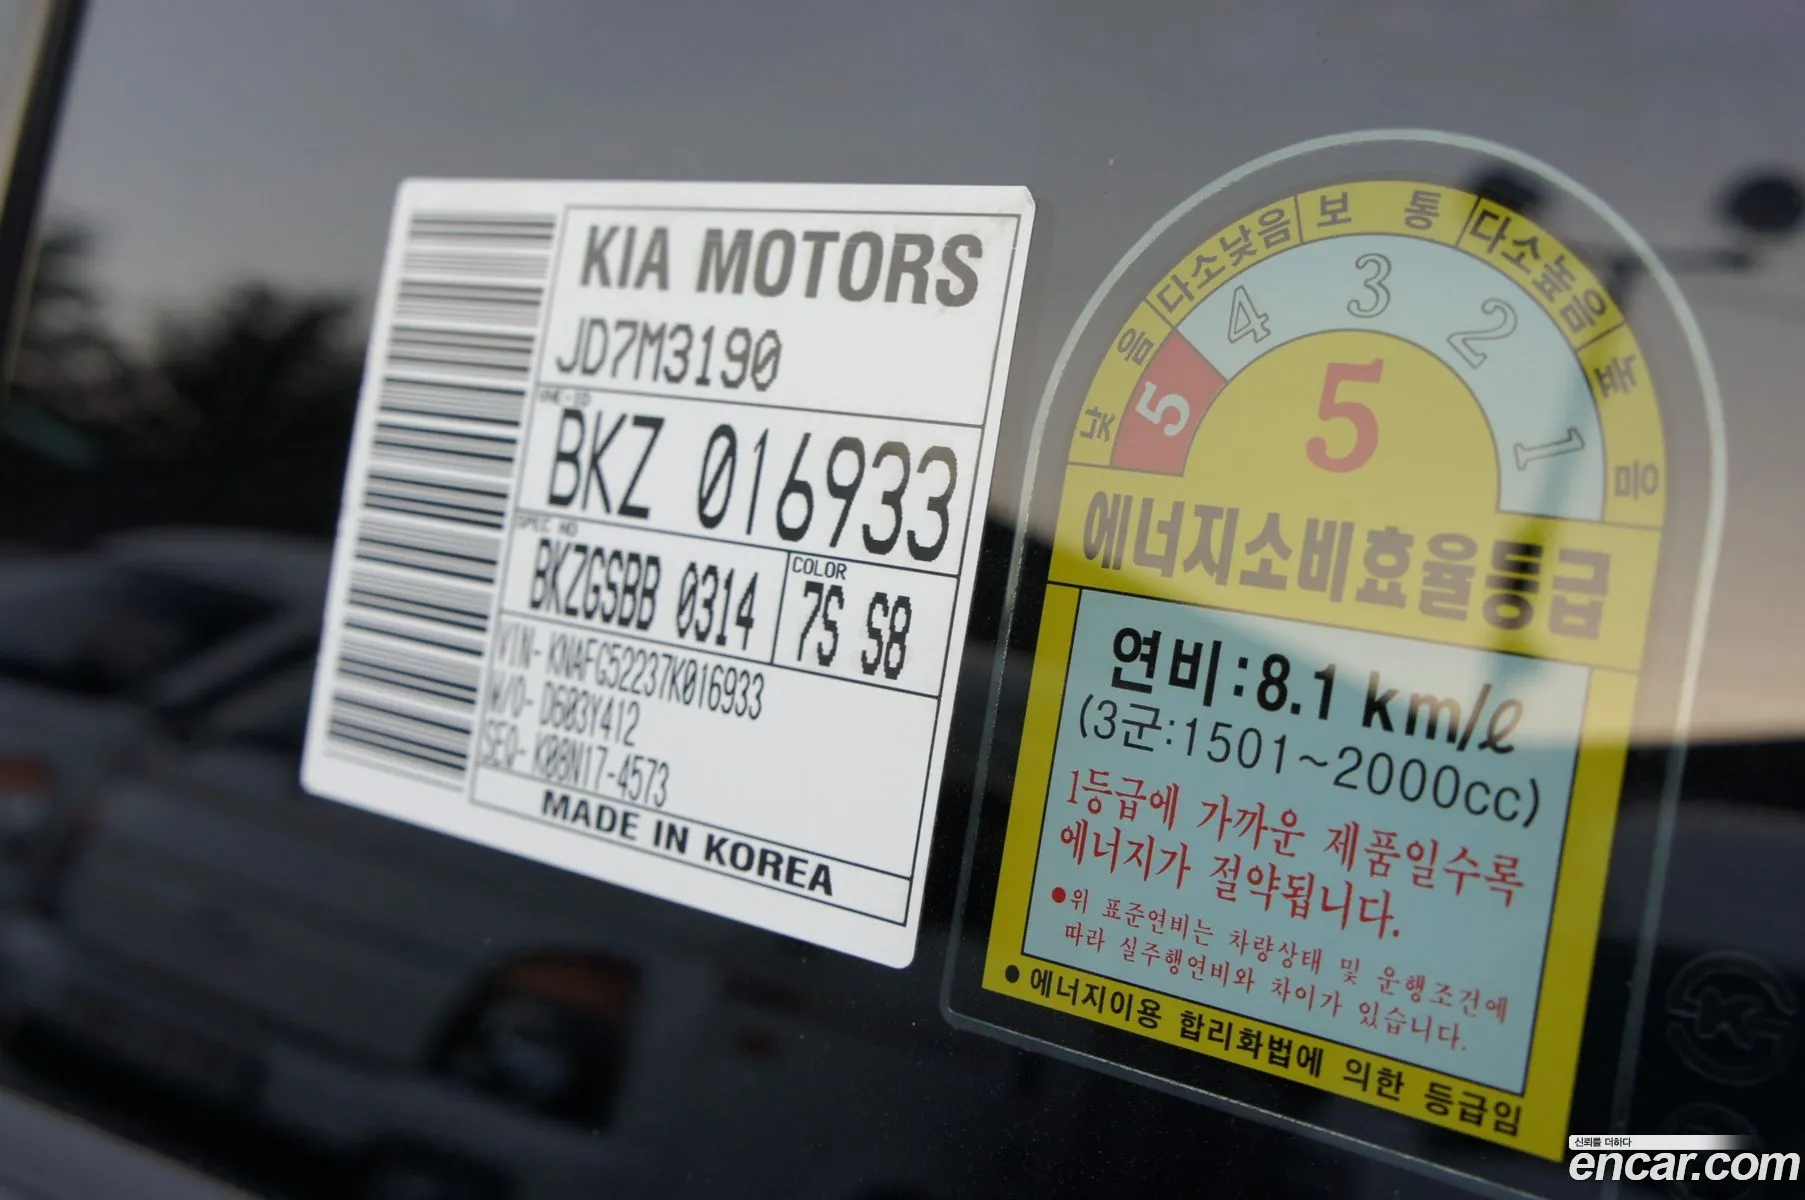 KIA MOTORS
JD7M3190
BKZ 016933
SPEC NO
BKZGSBB 0314
COLOR
7S S8
VIN- KNAFG52237K016933
W/O- D603Y412
SEQ- K08N17-4573
MADE IN KOREA
낮음 다소낮음 보통 다소높음 높음
5 4 3 2 1
5
에너지소비효율등급
연비:8.1 km/ℓ
(3군:1501~2000cc)
1등급에 가까운 제품일수록
에너지가 절약됩니다.
●위 표준연비는 차량상태 및 운행조건에
따라 실주행연비와 차이가 있습니다.
● 에너지이용 합리화법에 의한 등급임
신뢰를 더하다
encar.com